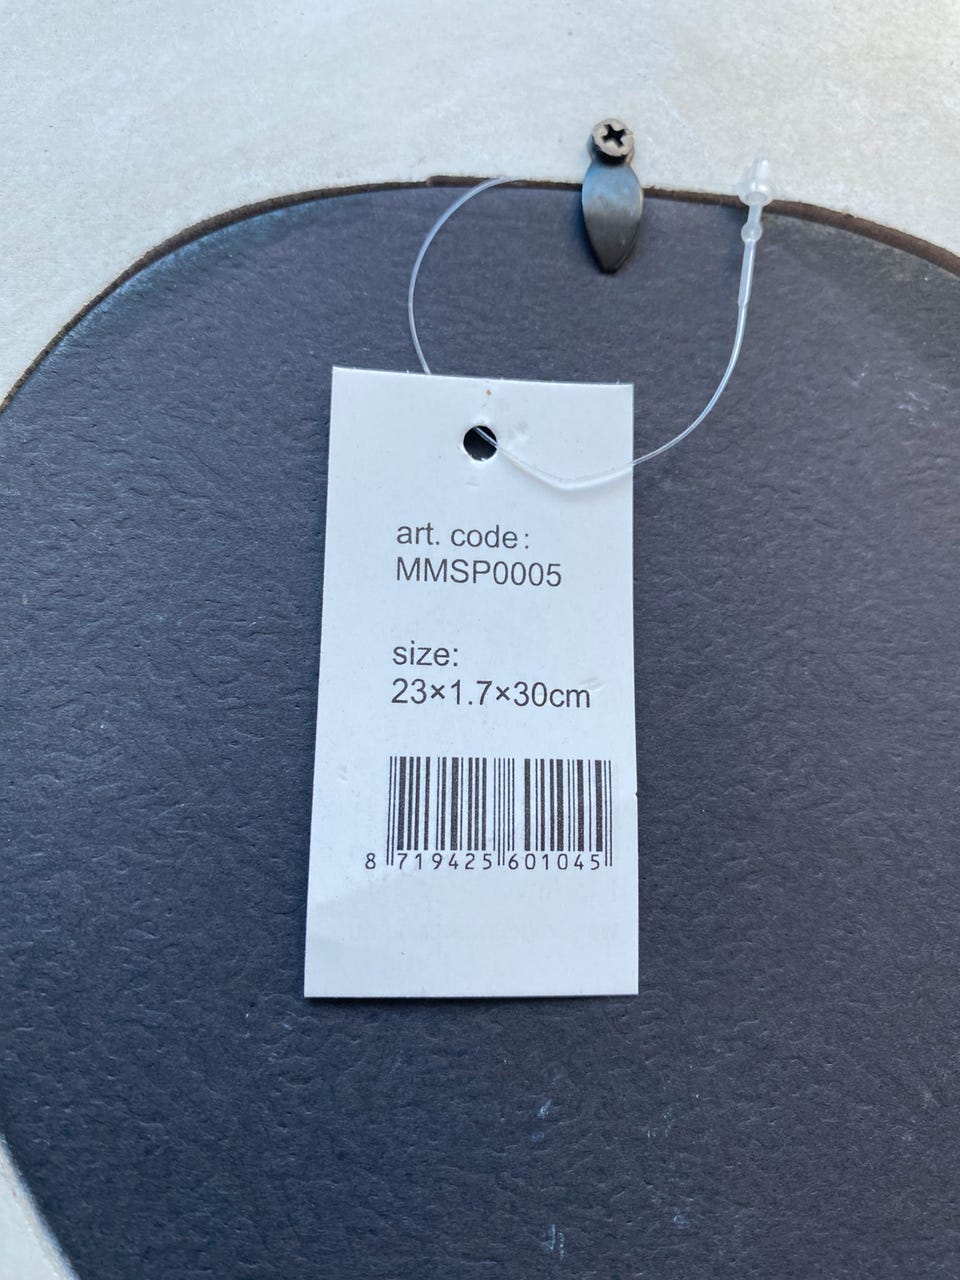 art. code:
MMSP0005
size:
23×1.7×30cm
8 719425 601045